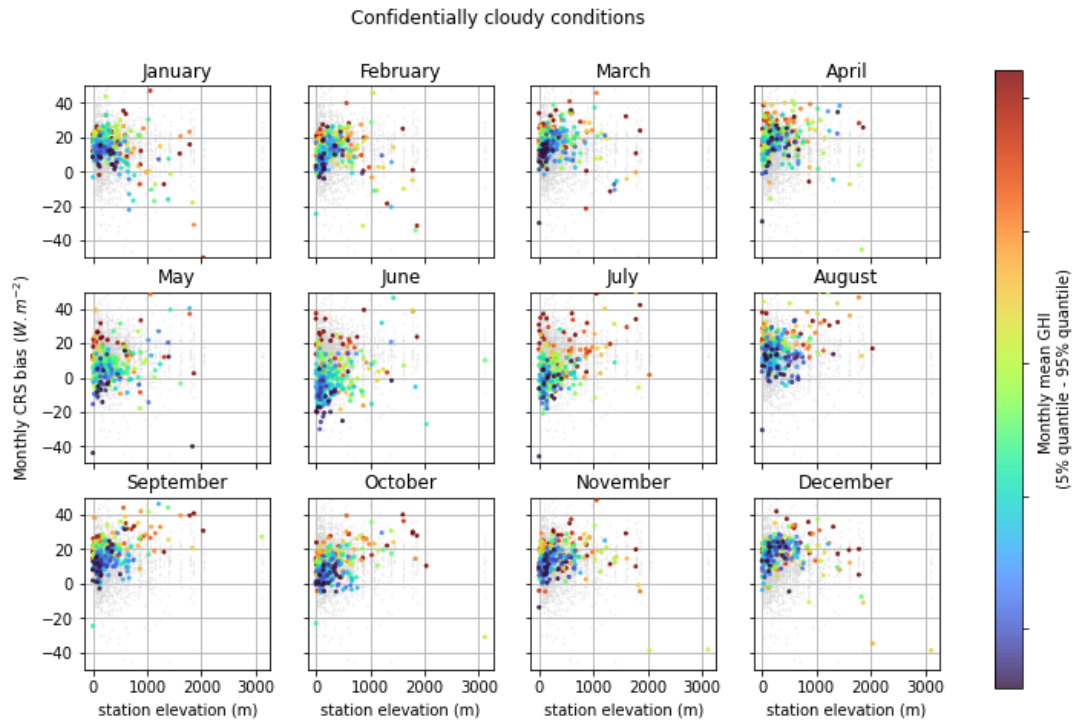 Confidentially cloudy conditions
January
February
March
April
40
20
0
−20
−40
May
June
July
August
40
20
0
−20
−40
September
October
November
December
40
20
0
−20
−40
0 1000 2000 3000
0 1000 2000 3000
0 1000 2000 3000
0 1000 2000 3000
station elevation (m)
station elevation (m)
station elevation (m)
station elevation (m)
Monthly CRS bias (W. m⁻²)
Monthly mean GHI
(5% quantile - 95% quantile)